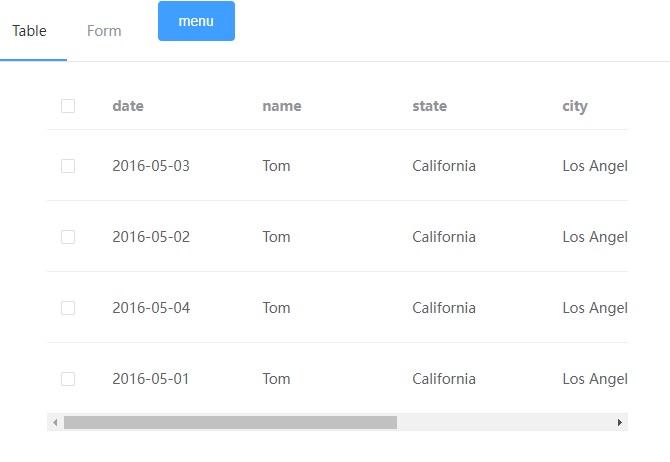 Table Form menu
date name state city
2016-05-03 Tom California Los Angel
2016-05-02 Tom California Los Angel
2016-05-04 Tom California Los Angel
2016-05-01 Tom California Los Angel